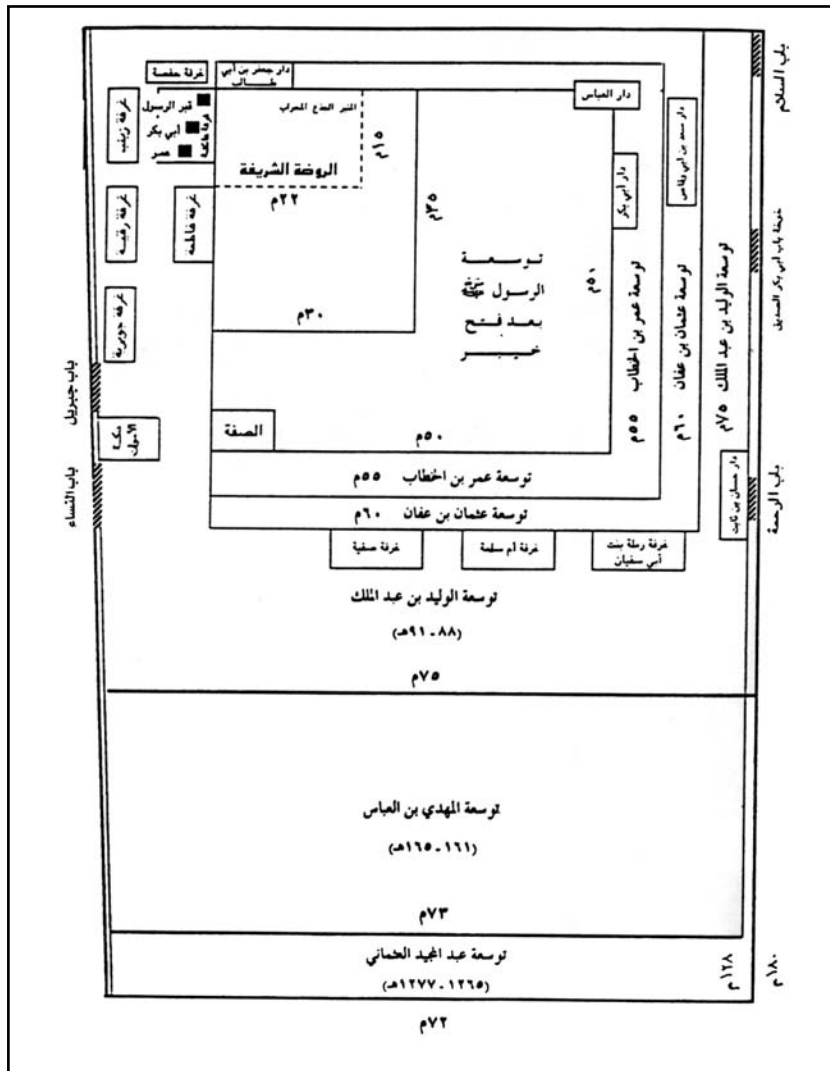 باب السلام
دار جعفر بن أبي
طالب
غرفة حفصة
دار العباس
غرفة زينب
قبر الرسول
أبي بكر
عمر
غرفة عائشة
المنبر الجذع المحراب
١٥م
الروضة الشريفة
٢٢م
٣٥م
دار أبي بكر
دار سعد بن أبي وقاص
غرفة رقية
غرفة فاطمة
توسعة
الرسول ﷺ
بعد فتح
خيبر
٥١م
٣٠م
غرفة جويرية
خوخة باب أبي بكر الصديق
توسعة عمر بن الخطاب ٥٥م
توسعة عثمان بن عفان ٦٠م
توسعة الوليد بن عبد الملك ٧٥م
باب جبريل
الصفة
٥٠م
باب النساء
دار حسان بن ثابت
باب الرحمة
توسعة عمر بن الخطاب ٥٥م
توسعة عثمان بن عفان ٦٠م
غرفة رملة بنت
أبي سفيان
غرفة أم سلمة
غرفة صفية
توسعة الوليد بن عبد الملك
(٨٨-٩١هـ)
٧٥م
توسعة المهدي بن العباس
(١٦١-١٦٥هـ)
٧٣م
توسعة عبد المجيد العثماني
(١٢٦٥-١٢٧٧هـ)
١٢٨م
١٨٠م
٧٢م